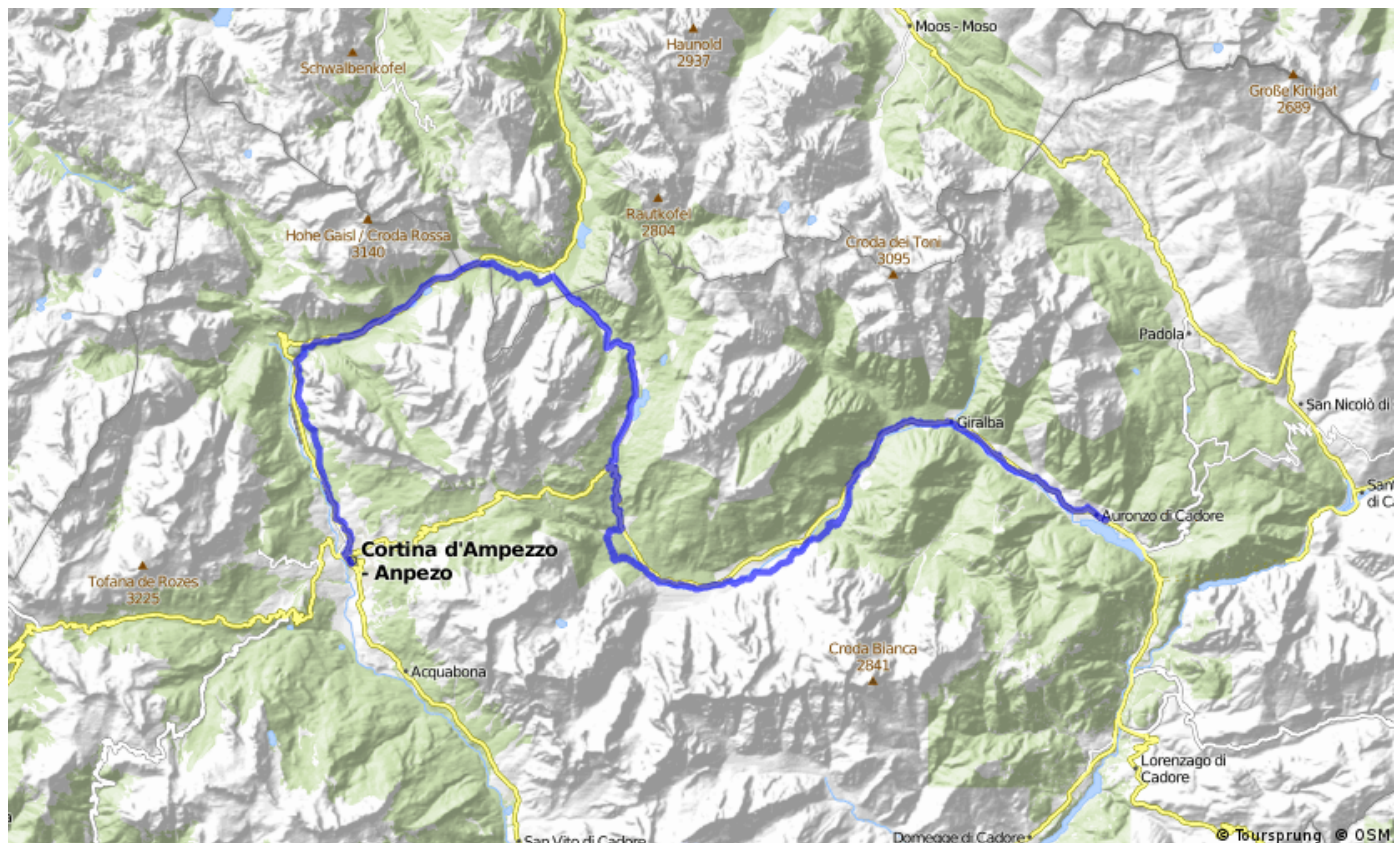 Moos - Moso
Haunold
2937
Schwalbenkofel
Große Kinigat
2689
Rautkofel
2804
Hohe Gaisl / Croda Rossa
3140
Croda dei Toni
3095
Padola
San Nicolò di
Giralba
San
di C
Auronzo di Cadore
Cortina d'Ampezzo
- Anpezo
Tofana de Rozes
3225
Croda Bianca
2841
Acquabona
Lorenzago di
Cadore
San Vito di Cadore
Domegge di Cadore
© Toursprung © OSM